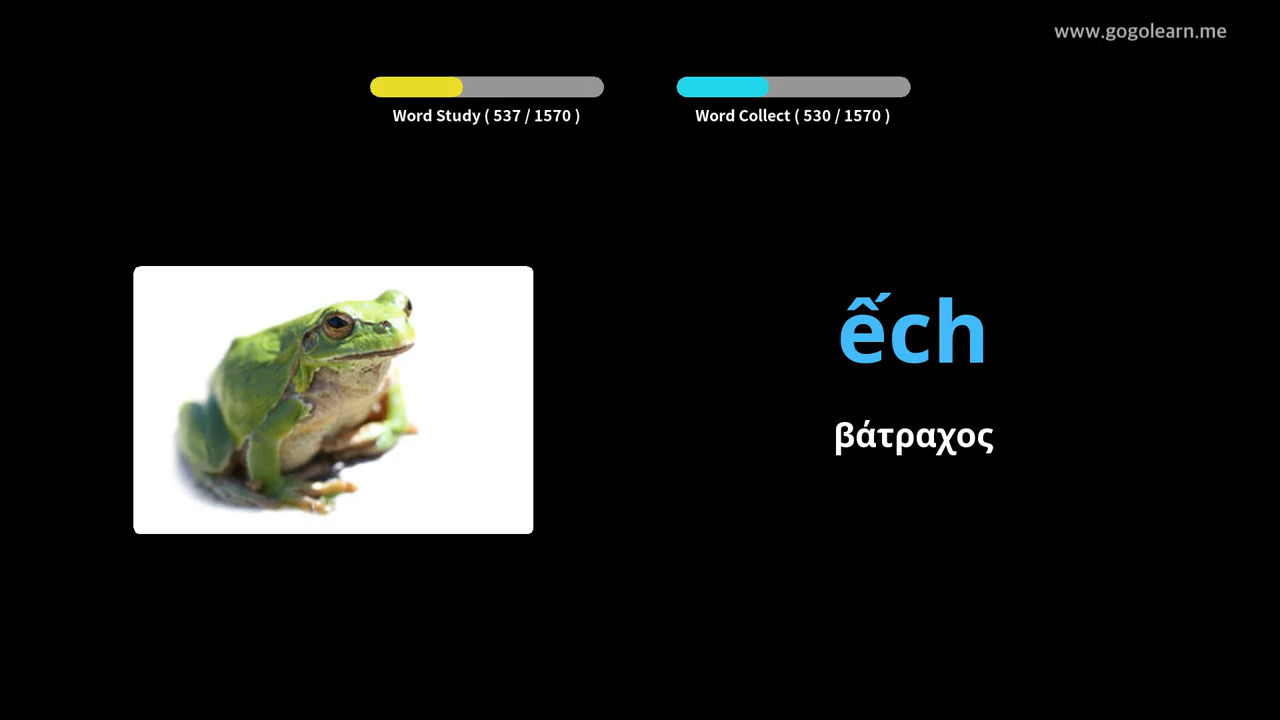 www.gogolearn.me
Word Study ( 537 / 1570 )
Word Collect ( 530 / 1570 )
ếch
βάτραχος